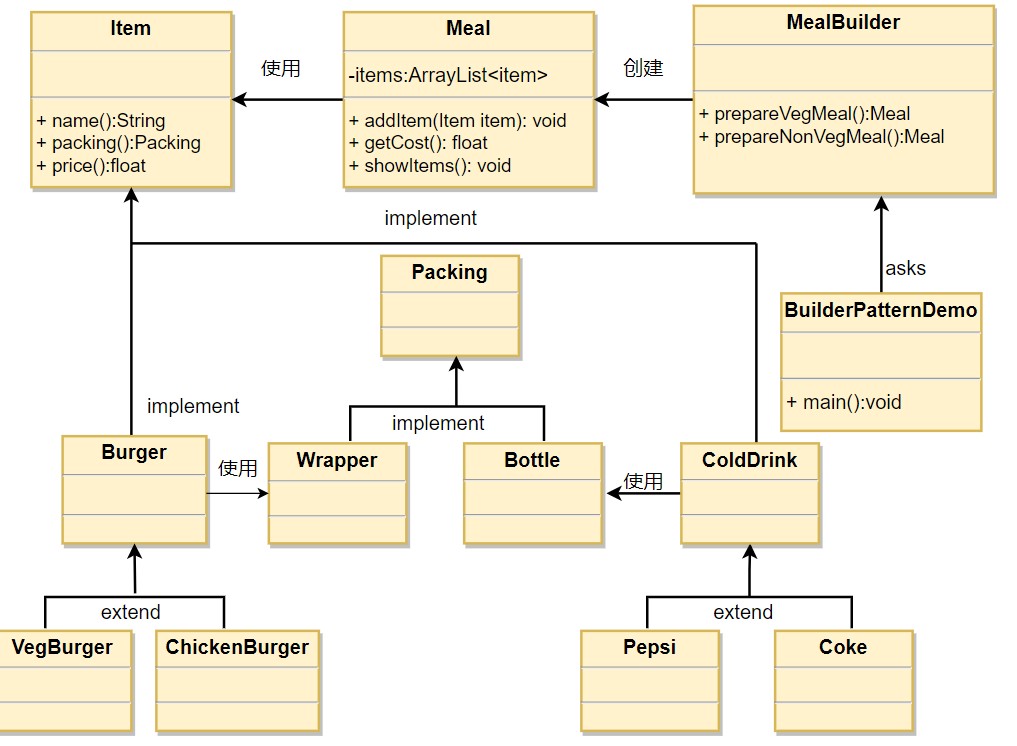 Item
+ name():String
+ packing():Packing
+ price():float
使用
Meal
-items:ArrayList<item>
+ addItem(Item item): void
+ getCost(): float
+ showItems(): void
创建
MealBuilder
+ prepareVegMeal():Meal
+ prepareNonVegMeal():Meal
implement
asks
Packing
BuilderPatternDemo
+ main():void
implement
implement
Burger
使用
Wrapper
Bottle
使用
ColdDrink
extend
extend
VegBurger
ChickenBurger
Pepsi
Coke